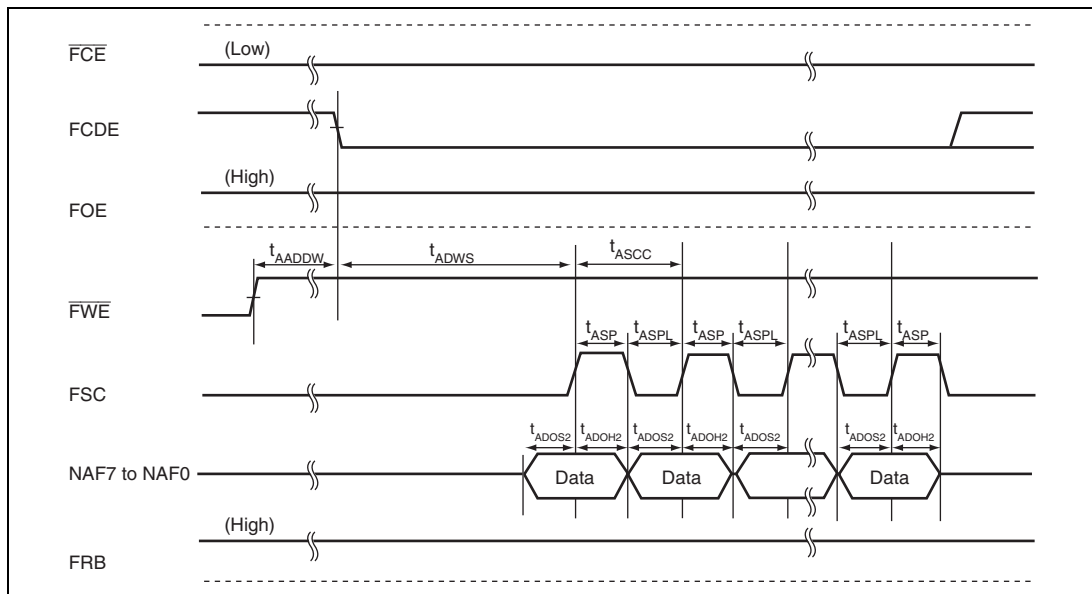 FCE (Low)
FCDE
(High)
FOE
tAADDW tADWS tASCC
FWE
tASP tASPL tASP tASPL tASPL tASP
FSC
tADOS2 tADOH2 tADOS2 tADOH2 tADOS2 tADOS2 tADOH2
NAF7 to NAF0 Data Data Data
(High)
FRB